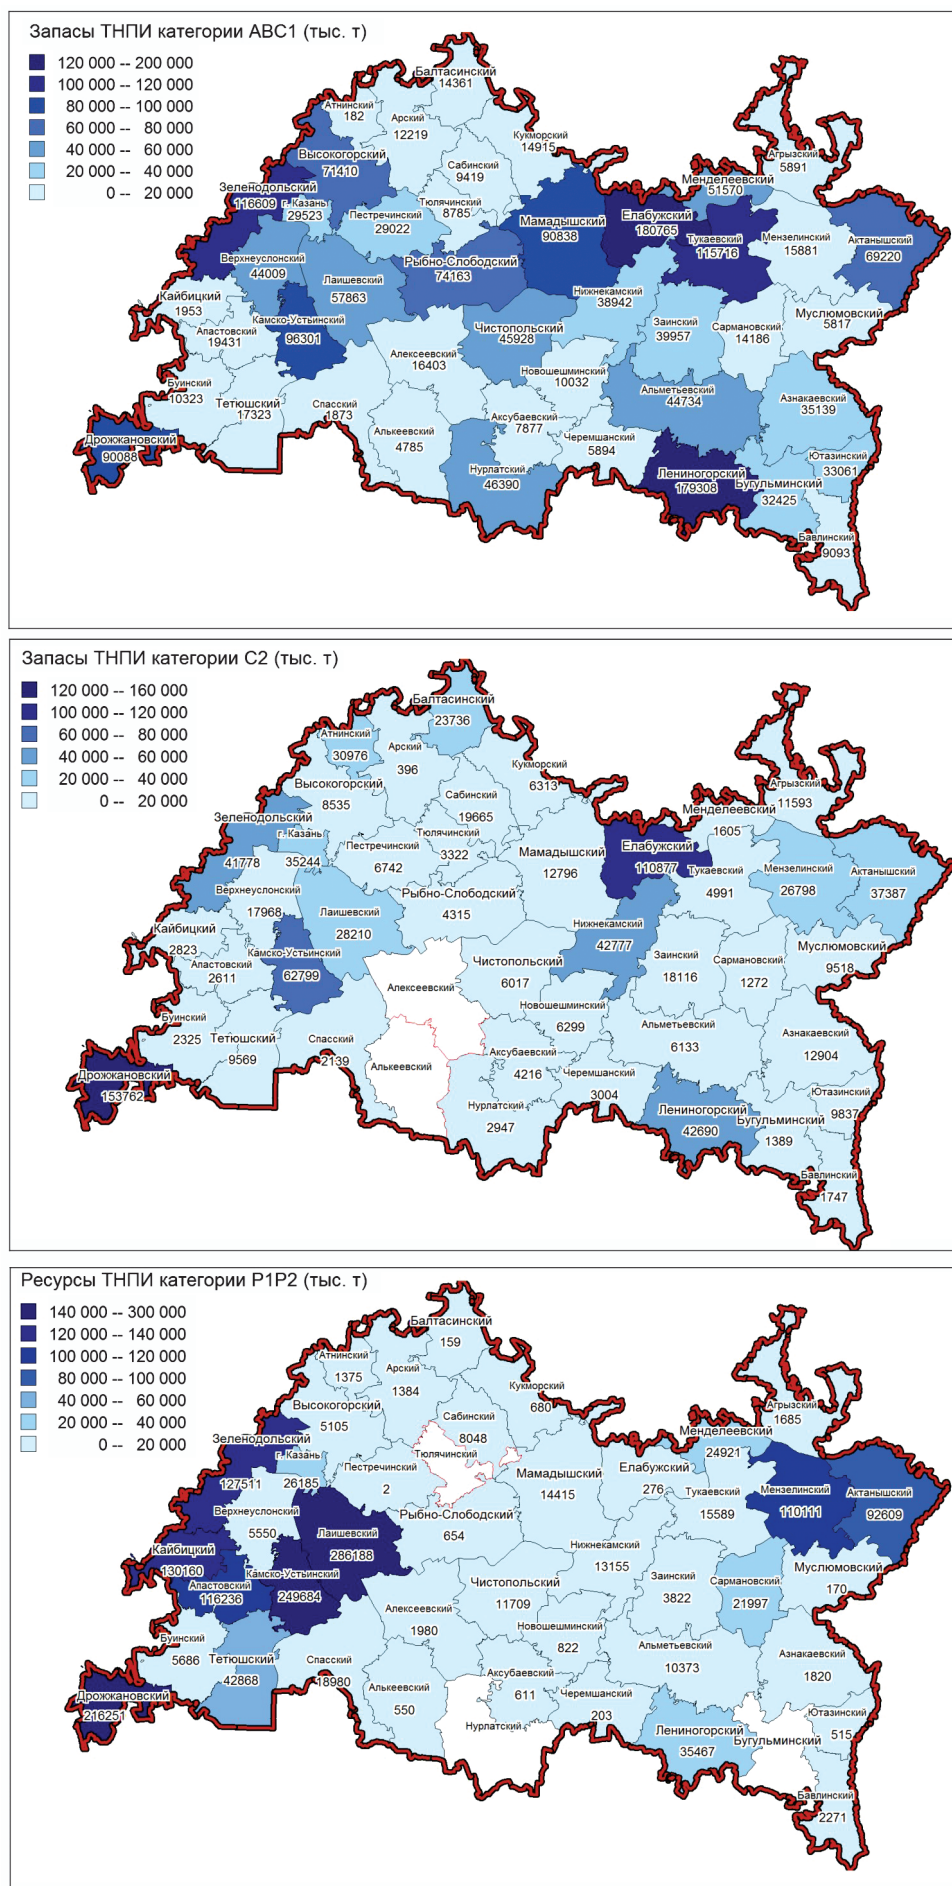 Запасы ТНПИ категории АВС1 (тыс. т)
120 000 -- 200 000
100 000 -- 120 000
80 000 -- 100 000
60 000 -- 80 000
40 000 -- 60 000
20 000 -- 40 000
0 -- 20 000
Балтасинский
14361
Атнинский
182
Арский
12219
Кукморский
14915
Высокогорский
71410
Сабинский
9419
Агрызский
5891
Менделеевский
51570
Зеленодольский
116609
г. Казань
29523
Тюлячинский
8785
Пестречинский
29022
Мамадышский
90838
Елабужский
180765
Тукаевский
115716
Мензелинский
15881
Актанышский
69220
Верхнеуслонский
44009
Лаишевский
57863
Рыбно-Слободский
74163
Нижнекамский
38942
Кайбицкий
1953
Камско-Устьинский
96301
Апастовский
19431
Чистопольский
45928
Заинский
39957
Сармановский
14186
Муслюмовский
5817
Алексеевский
16403
Новошешминский
10032
Буинский
10323
Тетюшский
17323
Спасский
1873
Альметьевский
44734
Азнакаевский
35139
Аксубаевский
7877
Дрожжановский
90088
Алькеевский
4785
Черемшанский
5894
Нурлатский
46390
Лениногорский
179308
Ютазинский
33061
Бугульминский
32425
Бавлинский
9093
Запасы ТНПИ категории С2 (тыс. т)
120 000 -- 160 000
100 000 -- 120 000
60 000 -- 80 000
40 000 -- 60 000
20 000 -- 40 000
0 -- 20 000
Балтасинский
23736
Атнинский
30976
Арский
396
Кукморский
6313
Высокогорский
8535
Сабинский
19665
Агрызский
11593
Менделеевский
1605
Зеленодольский
41778
г. Казань
35244
Тюлячинский
3322
Пестречинский
6742
Мамадышский
12796
Елабужский
110877
Тукаевский
4991
Мензелинский
26798
Актанышский
37387
Верхнеуслонский
17968
Лаишевский
28210
Рыбно-Слободский
4315
Нижнекамский
42777
Кайбицкий
2823
Камско-Устьинский
62799
Апастовский
2611
Чистопольский
6017
Заинский
18116
Сармановский
1272
Муслюмовский
9518
Алексеевский
Новошешминский
6299
Буинский
2325
Тетюшский
9569
Спасский
2139
Альметьевский
6133
Азнакаевский
12904
Аксубаевский
4216
Дрожжановский
153762
Алькеевский
Черемшанский
3004
Нурлатский
2947
Лениногорский
42690
Ютазинский
9837
Бугульминский
1389
Бавлинский
1747
Ресурсы ТНПИ категории Р1Р2 (тыс. т)
140 000 -- 300 000
120 000 -- 140 000
100 000 -- 120 000
80 000 -- 100 000
40 000 -- 60 000
20 000 -- 40 000
0 -- 20 000
Балтасинский
159
Атнинский
1375
Арский
1384
Кукморский
680
Высокогорский
5105
Сабинский
8048
Агрызский
1685
Менделеевский
24921
Зеленодольский
127511
г. Казань
26185
Тюлячинский
Пестречинский
2
Мамадышский
14415
Елабужский
276
Тукаевский
15589
Мензелинский
110111
Актанышский
92609
Верхнеуслонский
5550
Лаишевский
286188
Рыбно-Слободский
654
Нижнекамский
13155
Кайбицкий
130160
Камско-Устьинский
249684
Апастовский
116236
Чистопольский
11709
Заинский
3822
Сармановский
21997
Муслюмовский
170
Алексеевский
1980
Новошешминский
822
Буинский
5686
Тетюшский
42868
Спасский
18980
Альметьевский
10373
Азнакаевский
1820
Аксубаевский
611
Дрожжановский
216251
Алькеевский
550
Черемшанский
203
Нурлатский
Лениногорский
35467
Ютазинский
515
Бугульминский
Бавлинский
2271